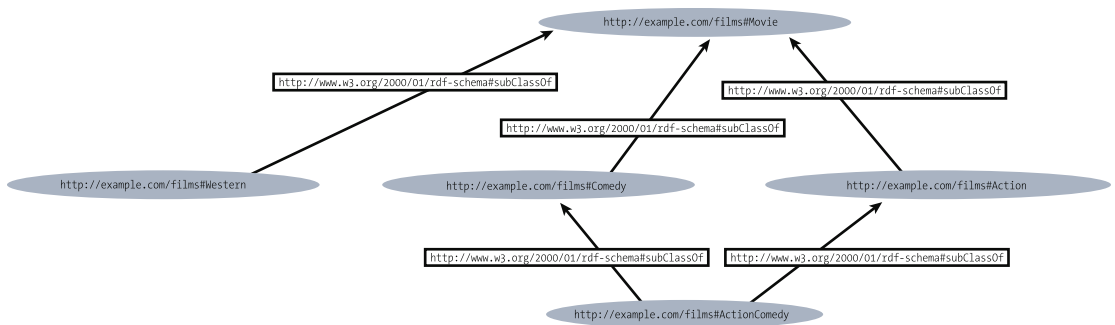 http://example.com/films#Movie
http://www.w3.org/2000/01/rdf-schema#subClassOf
http://www.w3.org/2000/01/rdf-schema#subClassOf
http://www.w3.org/2000/01/rdf-schema#subClassOf
http://example.com/films#Western
http://example.com/films#Comedy
http://example.com/films#Action
http://www.w3.org/2000/01/rdf-schema#subClassOf
http://www.w3.org/2000/01/rdf-schema#subClassOf
http://example.com/films#ActionComedy